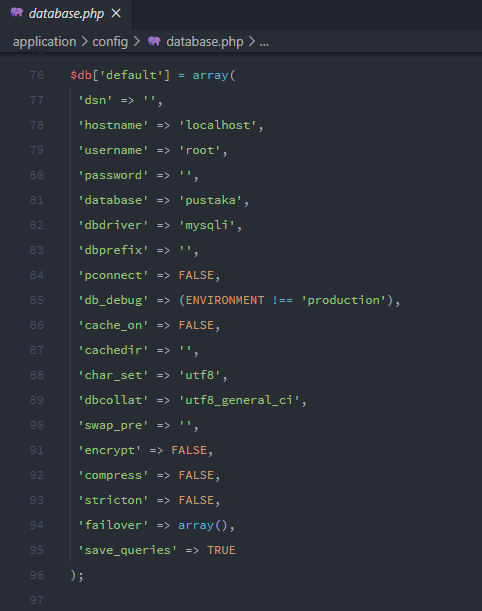 database.php ×
application > config > database.php > ...
76 $db['default'] = array(
77 'dsn' => '',
78 'hostname' => 'localhost',
79 'username' => 'root',
80 'password' => '',
81 'database' => 'pustaka',
82 'dbdriver' => 'mysqli',
83 'dbprefix' => '',
84 'pconnect' => FALSE,
85 'db_debug' => (ENVIRONMENT !== 'production'),
86 'cache_on' => FALSE,
87 'cachedir' => '',
88 'char_set' => 'utf8',
89 'dbcollat' => 'utf8_general_ci',
90 'swap_pre' => '',
91 'encrypt' => FALSE,
92 'compress' => FALSE,
93 'stricton' => FALSE,
94 'failover' => array(),
95 'save_queries' => TRUE
96 );
97